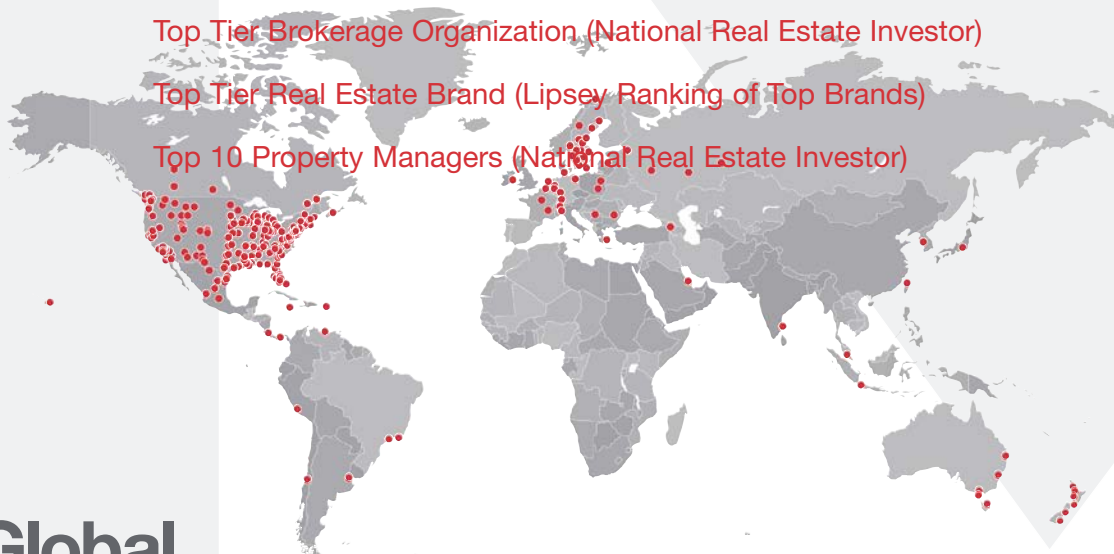 Top Tier Brokerage Organization (National Real Estate Investor)
Top Tier Real Estate Brand (Lipsey Ranking of Top Brands)
Top 10 Property Managers (National Real Estate Investor)
Global